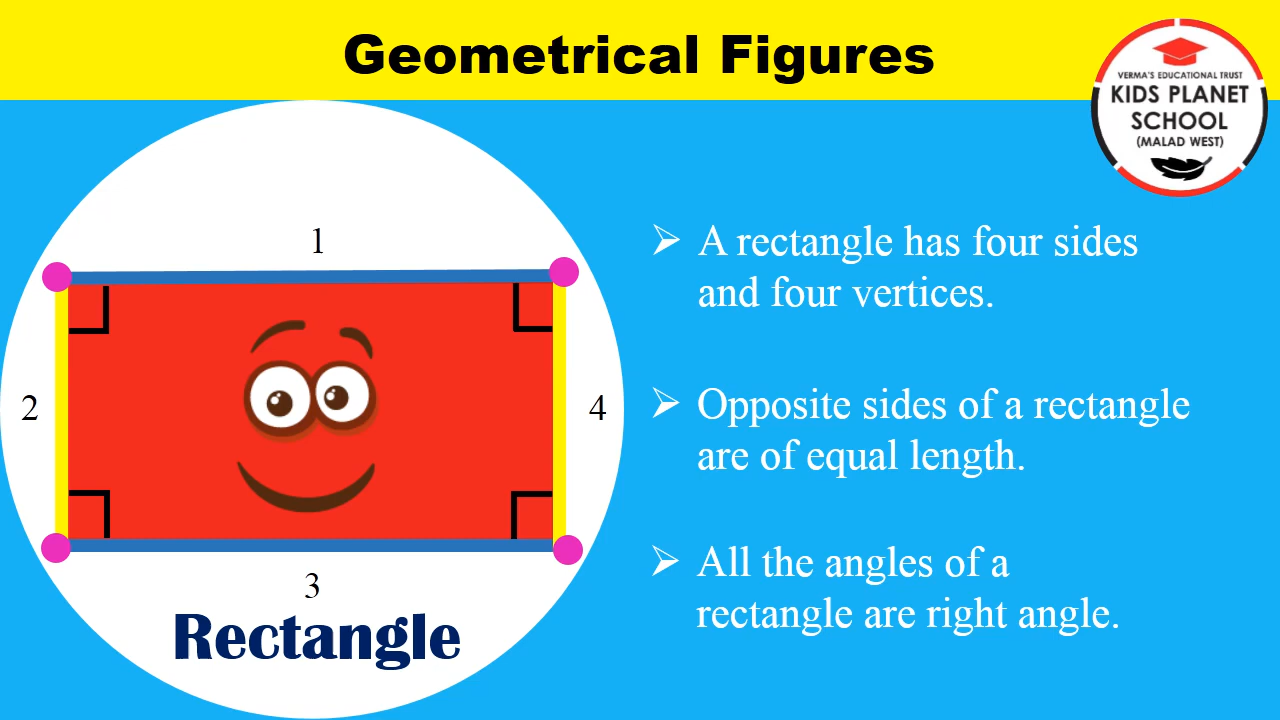 Geometrical Figures
VERMA'S EDUCATIONAL TRUST
KIDS PLANET
SCHOOL
(MALAD WEST)
1
2
4
3
Rectangle
A rectangle has four sides
and four vertices.
Opposite sides of a rectangle
are of equal length.
All the angles of a
rectangle are right angle.